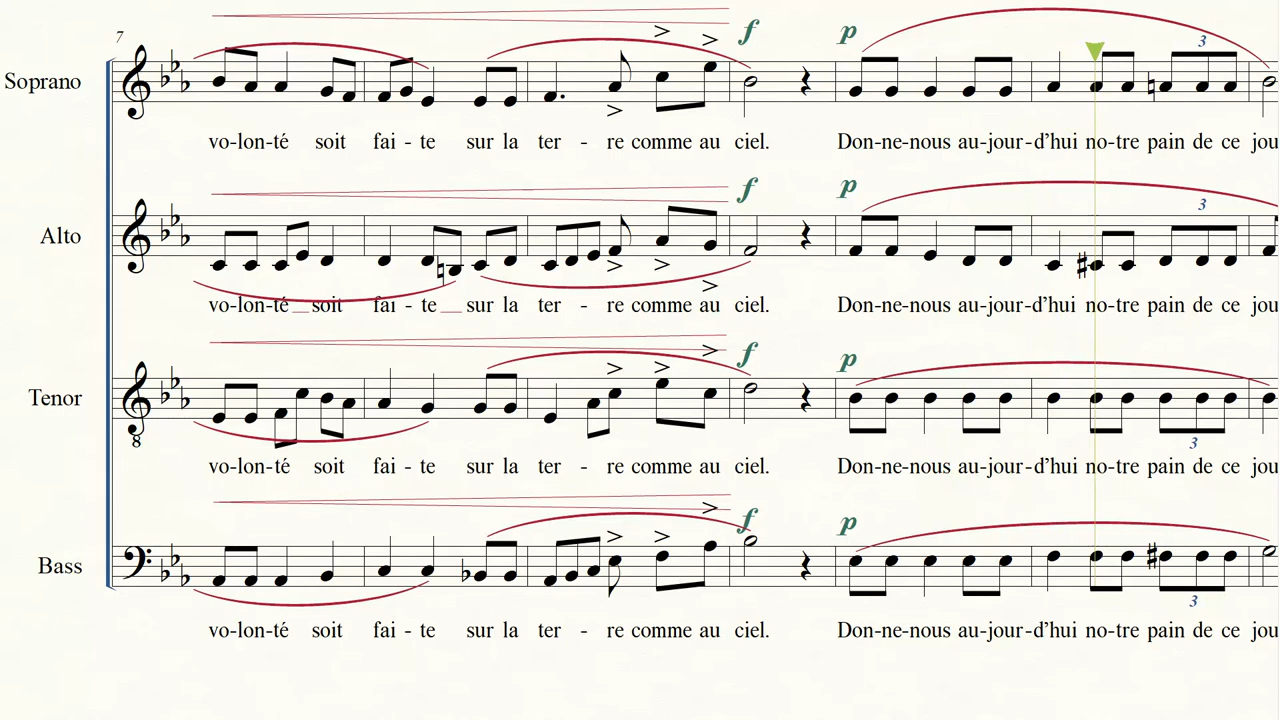 7
f p 3
Soprano
vo-lon-té soit fai - te sur la ter - re comme au ciel. Don-ne-nous au-jour-d'hui no-tre pain de ce jou
f p 3
Alto
vo-lon-té__soit fai - te__sur la ter - re comme au ciel. Don-ne-nous au-jour-d'hui no-tre pain de ce jou
f p
Tenor
8 3
vo-lon-té soit fai - te sur la ter - re comme au ciel. Don-ne-nous au-jour-d'hui no-tre pain de ce jou
f p
Bass
3
vo-lon-té soit fai - te sur la ter - re comme au ciel. Don-ne-nous au-jour-d'hui no-tre pain de ce jou